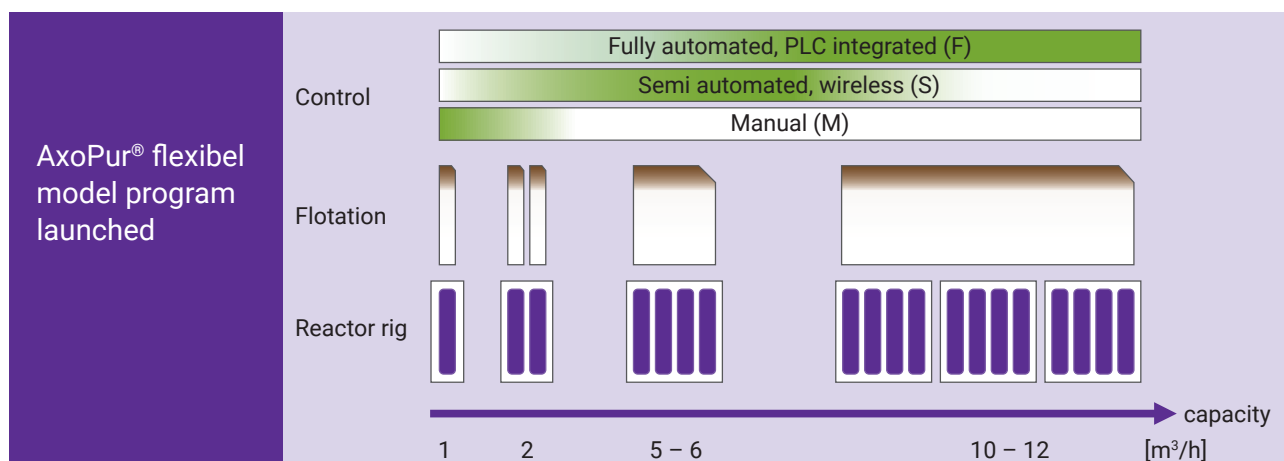 AxoPur® flexibel
model program
launched
Control
Fully automated, PLC integrated (F)
Semi automated, wireless (S)
Manual (M)
Flotation
Reactor rig
capacity
1 2 5 – 6 10 – 12 [m³/h]